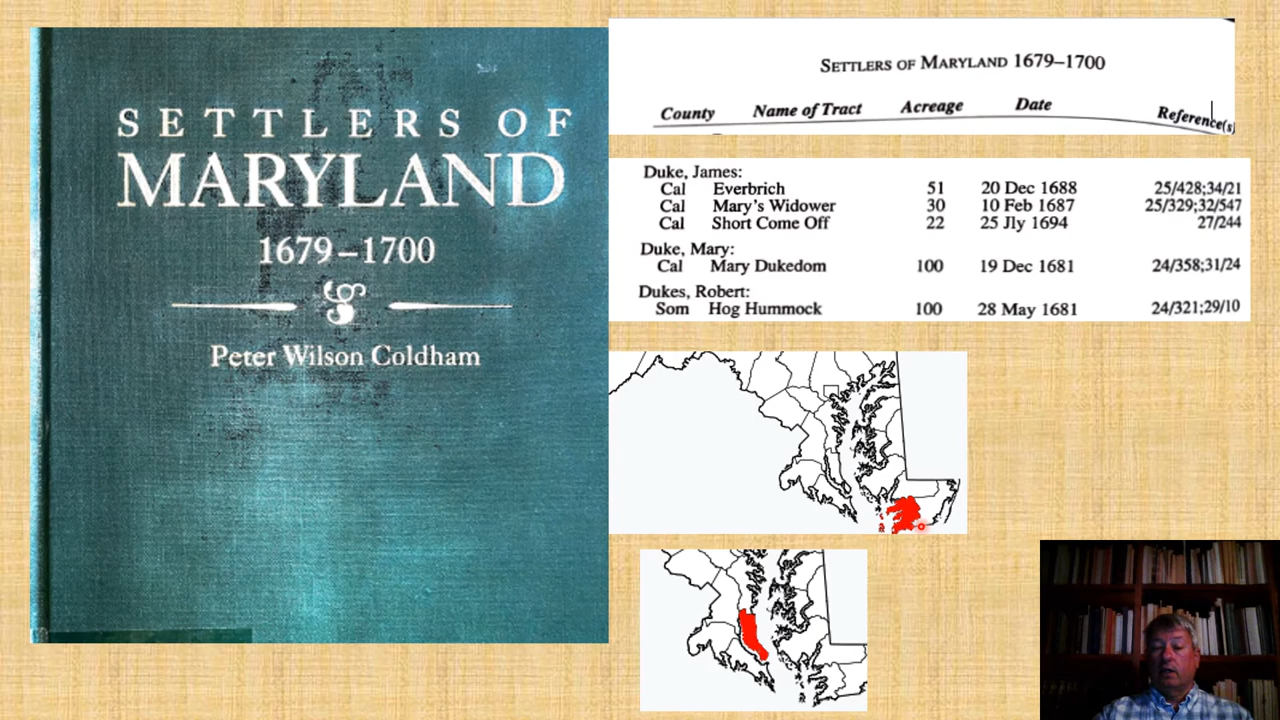 SETTLERS OF
MARYLAND
1679–1700
Peter Wilson Coldham
SETTLERS OF MARYLAND 1679–1700
County Name of Tract Acreage Date Reference(s)
Duke, James:
Cal Everbrich 51 20 Dec 1688 25/428;34/21
Cal Mary's Widower 30 10 Feb 1687 25/329;32/547
Cal Short Come Off 22 25 Jly 1694 27/244
Duke, Mary:
Cal Mary Dukedom 100 19 Dec 1681 24/358;31/24
Dukes, Robert:
Som Hog Hummock 100 28 May 1681 24/321;29/10